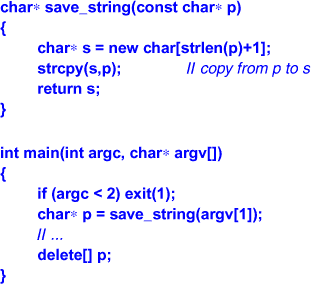 char* save_string(const char* p)
{
char* s = new char[strlen(p)+1];
strcpy(s,p); // copy from p to s
return s;
}
int main(int argc, char* argv[])
{
if (argc < 2) exit(1);
char* p = save_string(argv[1]);
// ...
delete[] p;
}